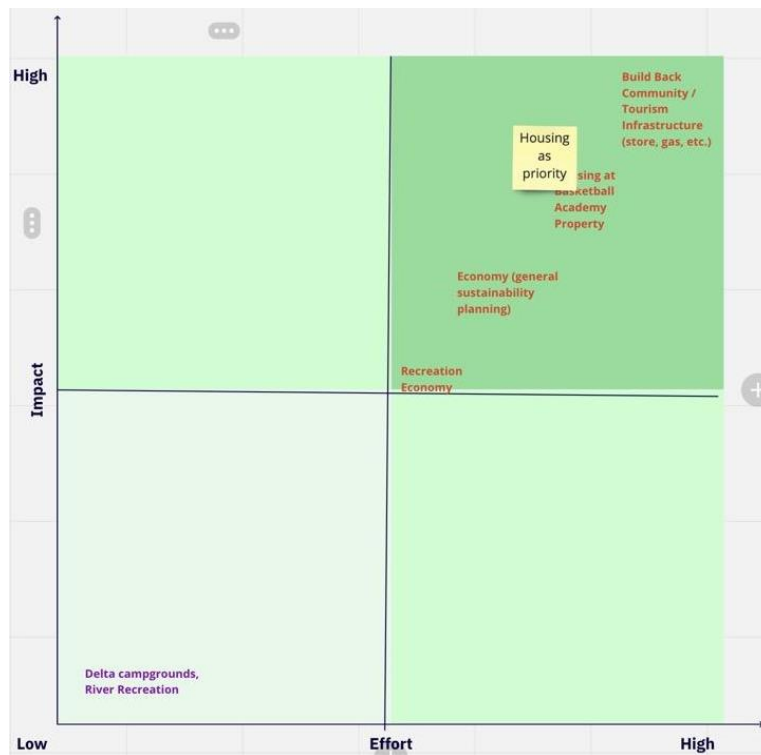 High
Build Back
Community /
Tourism
Infrastructure
(store, gas, etc.)
Housing
as
priority
sing at
Basketball
Academy
Property
Economy (general
sustainability
planning)
Recreation
Economy
Impact
Delta campgrounds,
River Recreation
Low
Effort
High